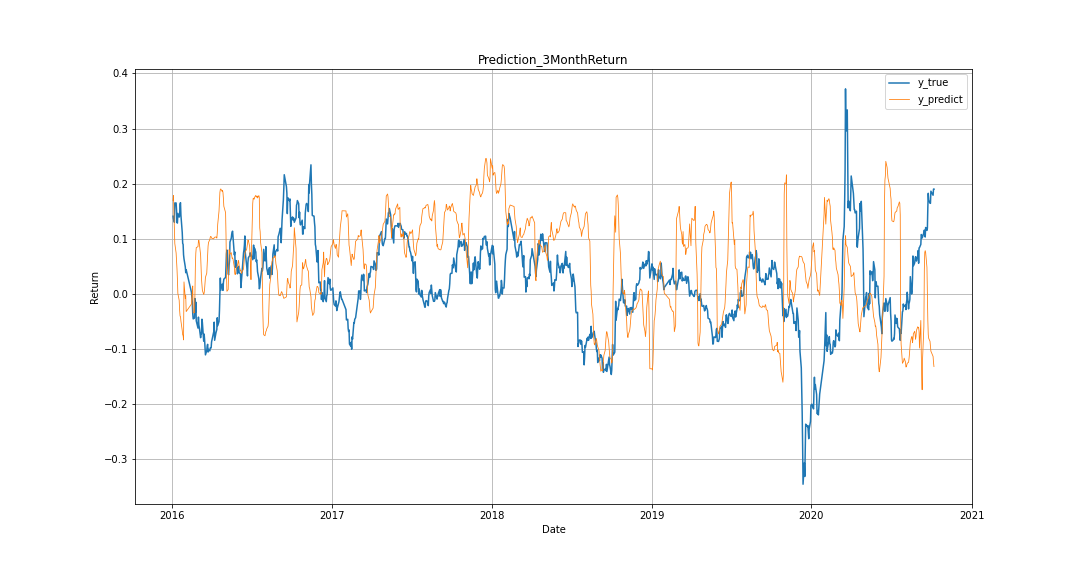 Prediction_3MonthReturn
y_true
y_predict
0.4
0.3
0.2
0.1
0.0
−0.1
−0.2
−0.3
Return
2016 2017 2018 2019 2020 2021
Date